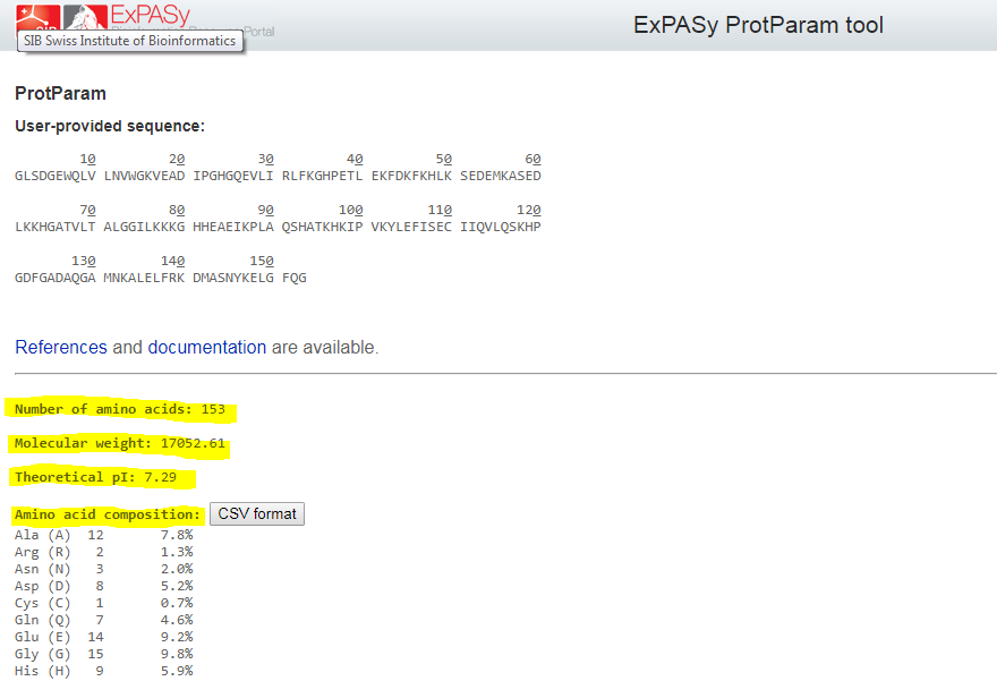 ExPASy
ExPASy ProtParam tool
Portal
SIB Swiss Institute of Bioinformatics
ProtParam
User-provided sequence:
10 20 30 40 50 60
GLSDGEWQLV LNVWGKVEAD IPGHGQEVLI RLFKGHPETL EKFDKFKHLK SEDEMKASED
70 80 90 100 110 120
LKKHGATVLT ALGGILKKKG HHEAEIKPLA QSHATKHKIP VKYLEFISEC IIQVLQSKHP
130 140 150
GDFGADAQGA MNKALELFRK DMASNYKELG FQG
References and documentation are available.
Number of amino acids: 153
Molecular weight: 17052.61
Theoretical pI: 7.29
Amino acid composition: CSV format
Ala (A) 12 7.8%
Arg (R) 2 1.3%
Asn (N) 3 2.0%
Asp (D) 8 5.2%
Cys (C) 1 0.7%
Gln (Q) 7 4.6%
Glu (E) 14 9.2%
Gly (G) 15 9.8%
His (H) 9 5.9%